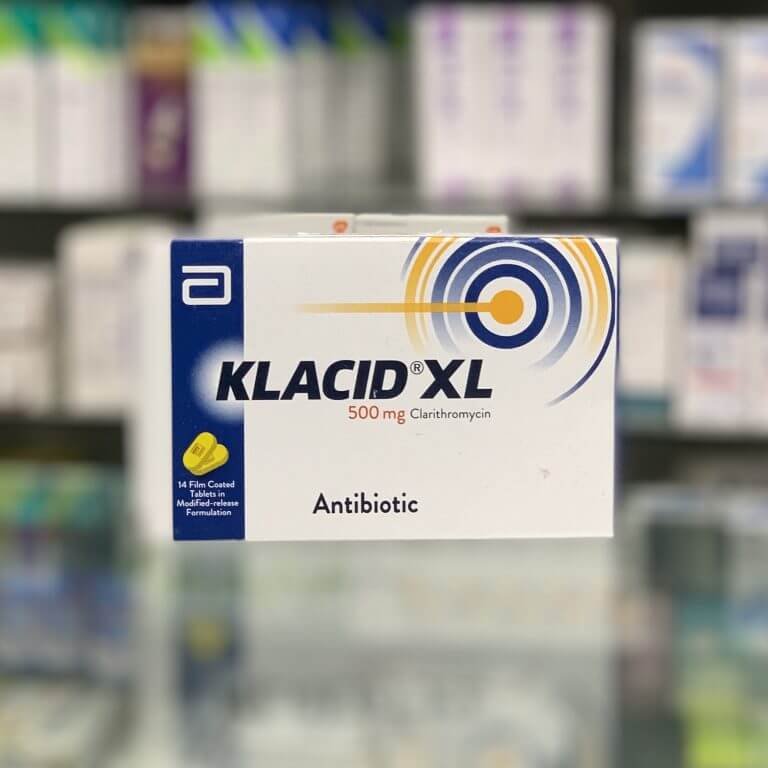 KLACID® XL
500 mg Clarithromycin
14 Film Coated
Tablets in
Modified-release
Formulation
Antibiotic